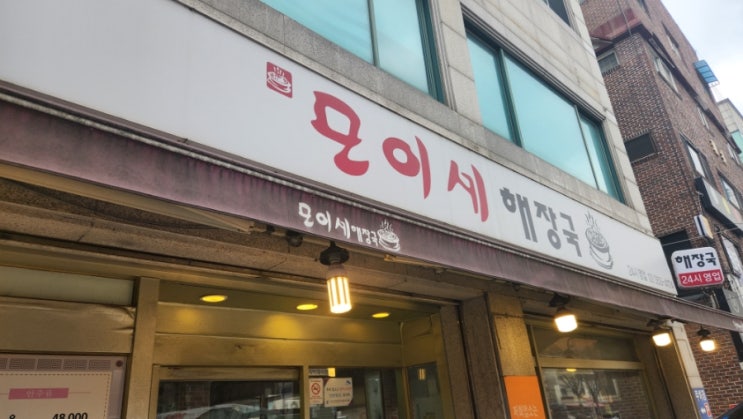 모이세 해장국
모이세해장국
해장국
24시영업
48,000